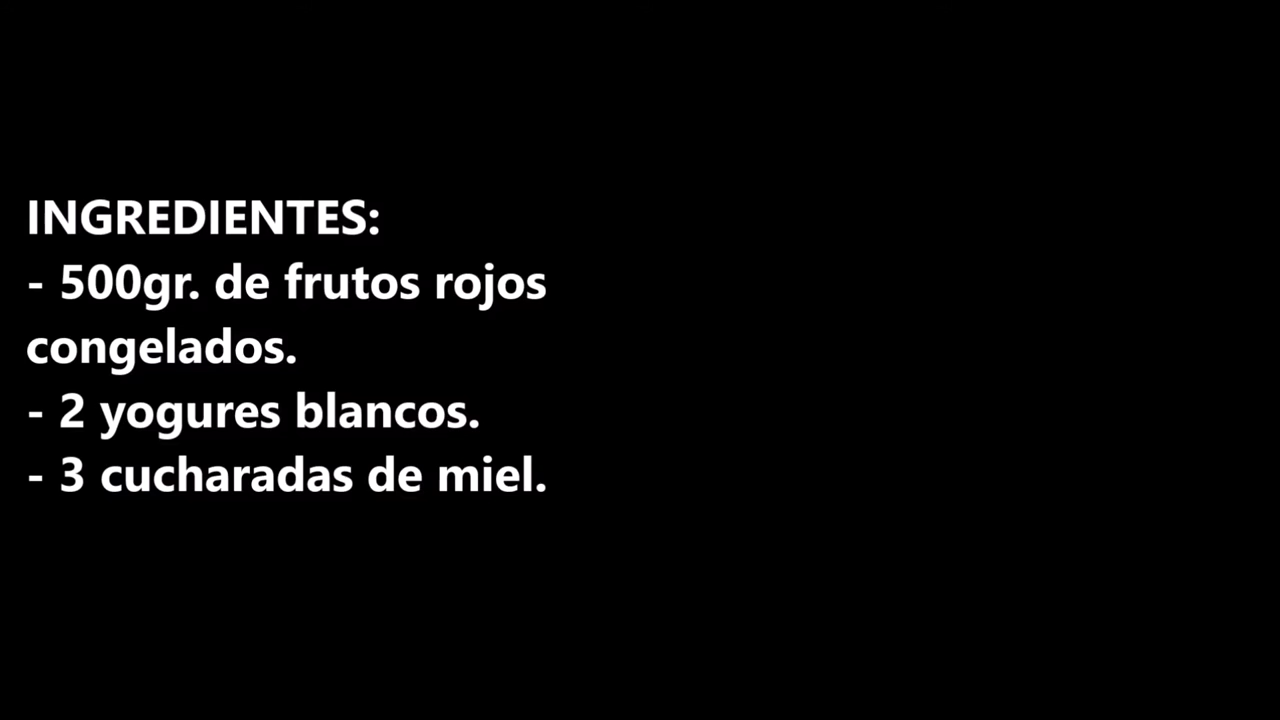 INGREDIENTES:
- 500gr. de frutos rojos
congelados.
- 2 yogures blancos.
- 3 cucharadas de miel.